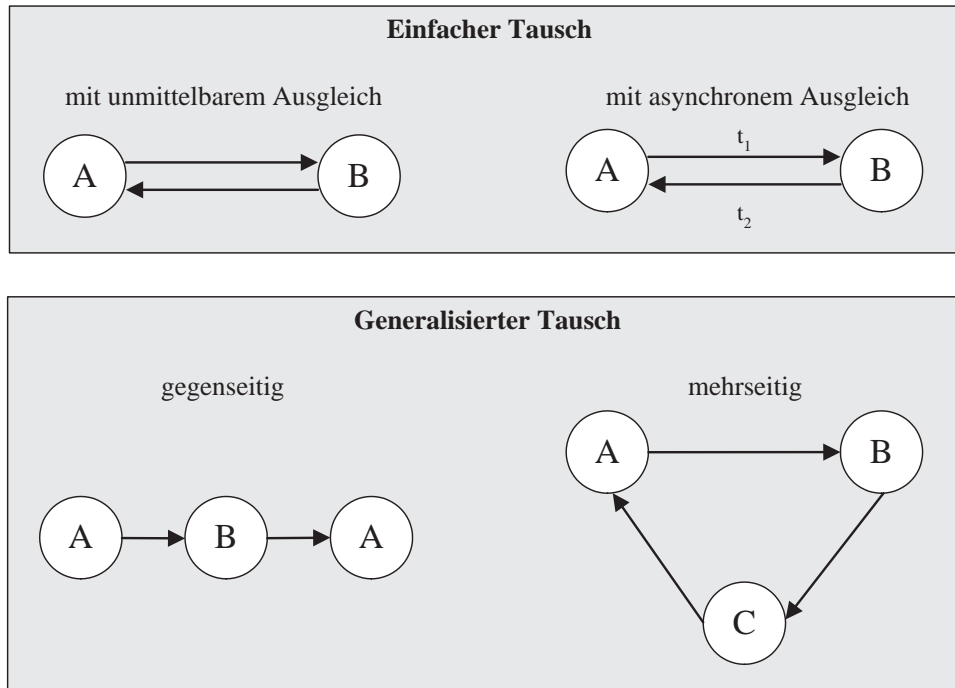 Einfacher Tausch
mit unmittelbarem Ausgleich
A B
mit asynchronem Ausgleich
t₁
A B
t₂
Generalisierter Tausch
gegenseitig
A B A
mehrseitig
A B
C